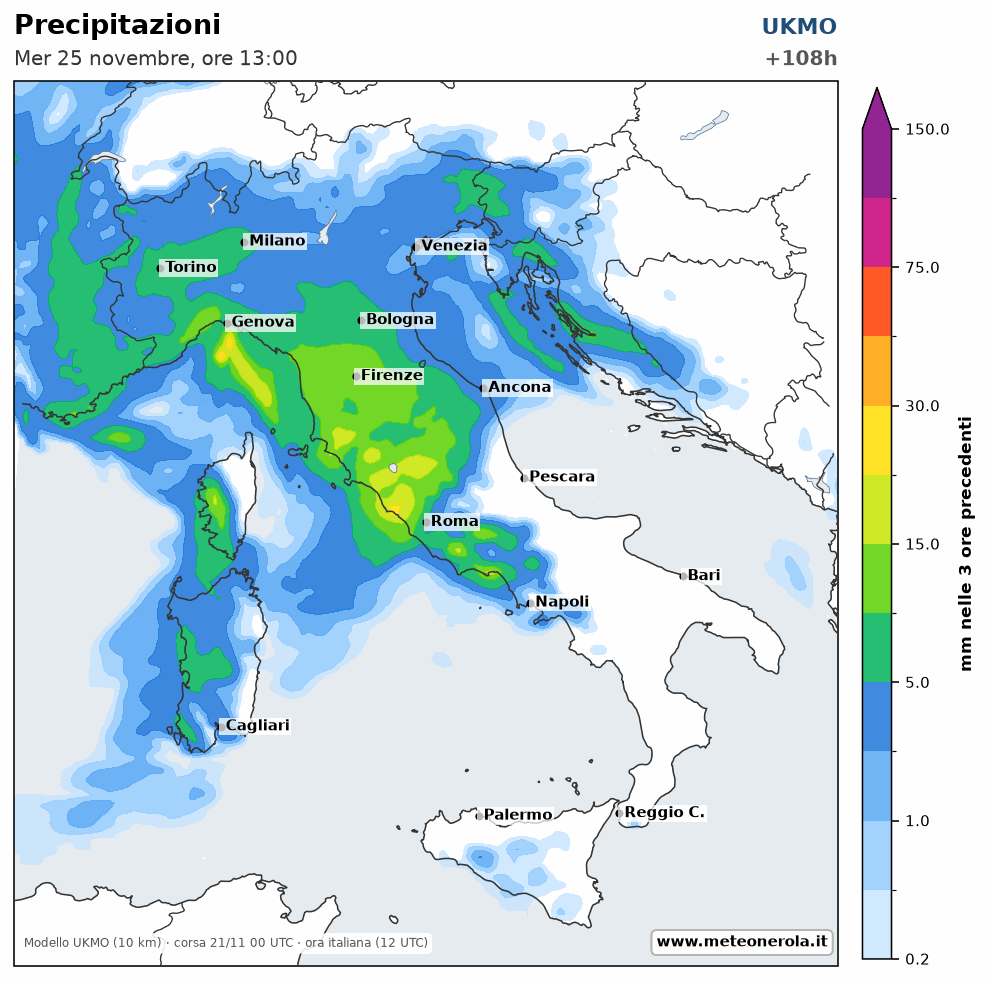 Precipitazioni
UKMO
Mer 25 novembre, ore 13:00
+108h
150.0
75.0
30.0
15.0
5.0
1.0
0.2
mm nelle 3 ore precedenti
Milano
Venezia
Torino
Genova
Bologna
Firenze
Ancona
Pescara
Roma
Bari
Napoli
Cagliari
Palermo
Reggio C.
Modello UKMO (10 km) · corsa 21/11 00 UTC · ora italiana (12 UTC)
www.meteonerola.it